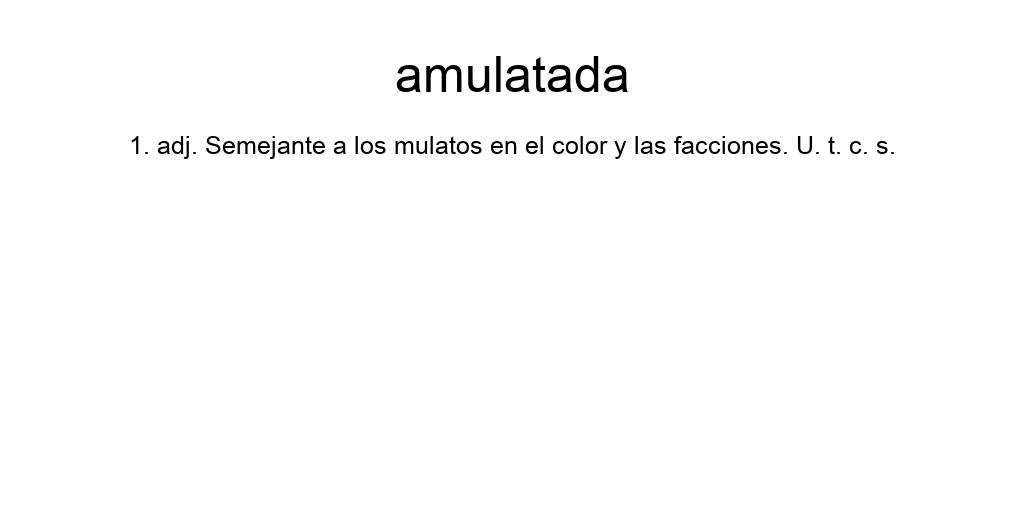 amulatada
1. adj. Semejante a los mulatos en el color y las facciones. U. t. c. s.